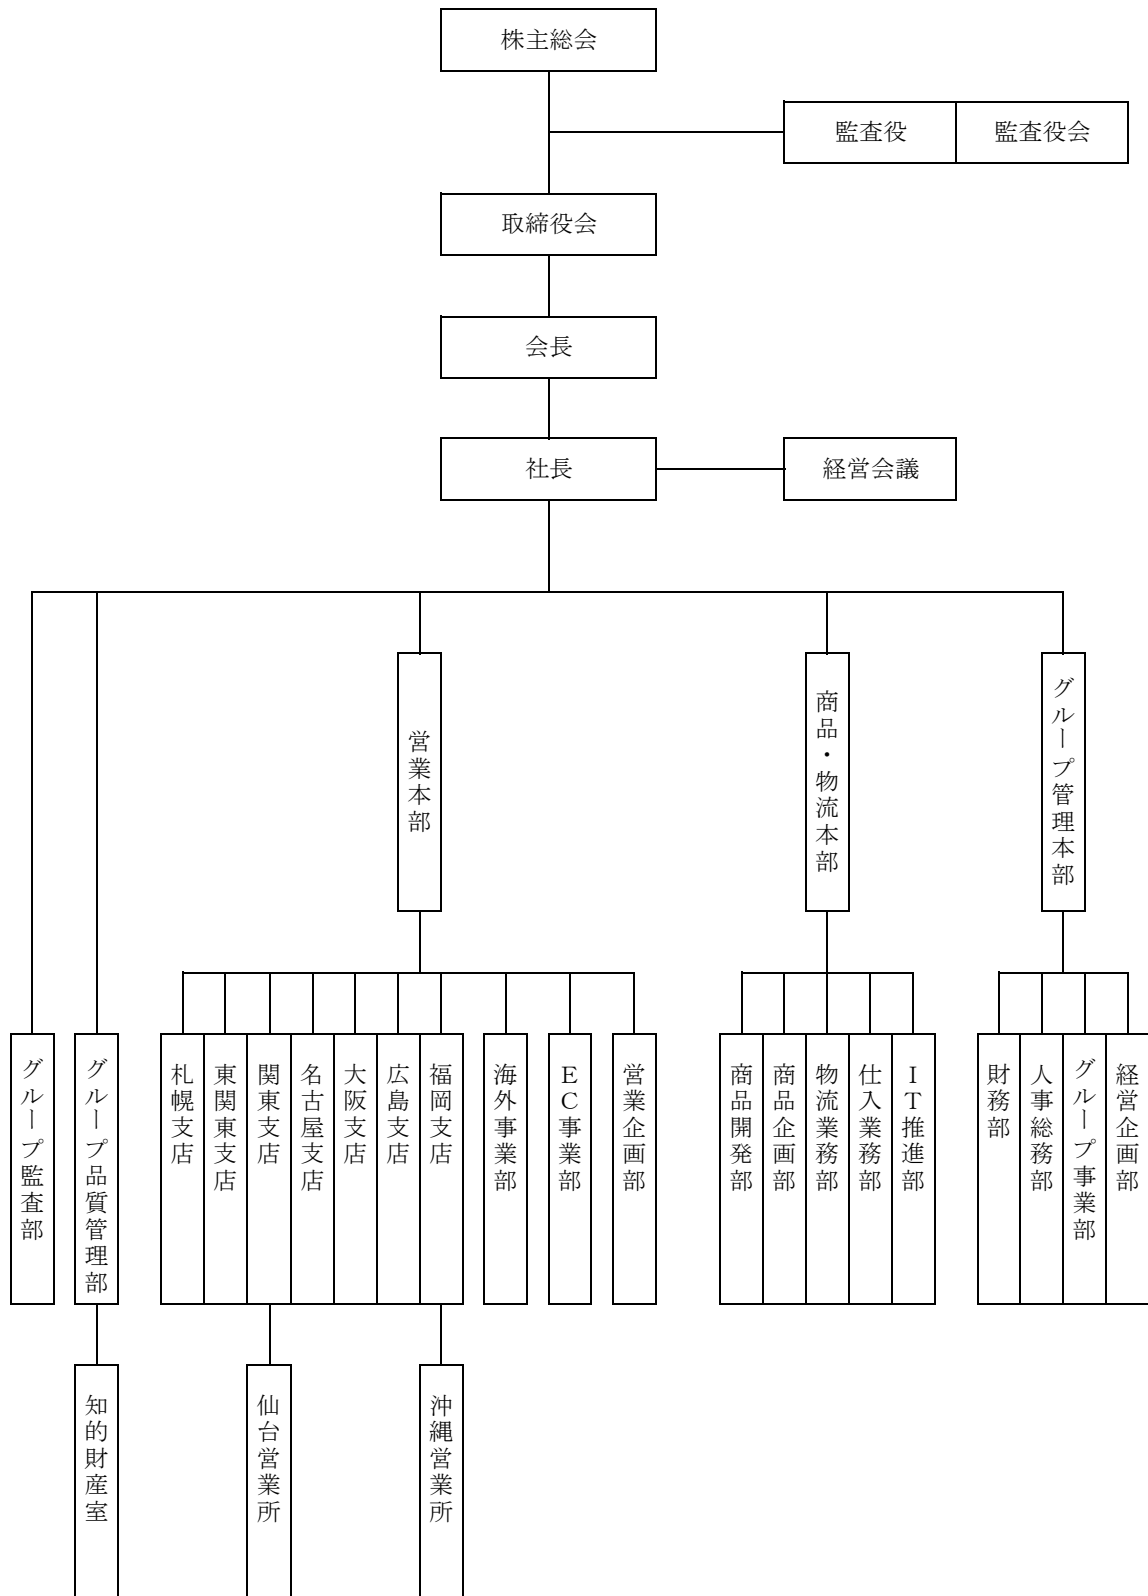 株主総会
監査役
監査役会
取締役会
会長
社長
経営会議
営業本部
商品・物流本部
グループ管理本部
グループ監査部
グループ品質管理部
札幌支店
東関東支店
関東支店
名古屋支店
大阪支店
広島支店
福岡支店
海外事業部
ＥＣ事業部
営業企画部
商品開発部
商品企画部
物流業務部
仕入業務部
ＩＴ推進部
財務部
人事総務部
グループ事業部
経営企画部
知的財産室
仙台営業所
沖縄営業所